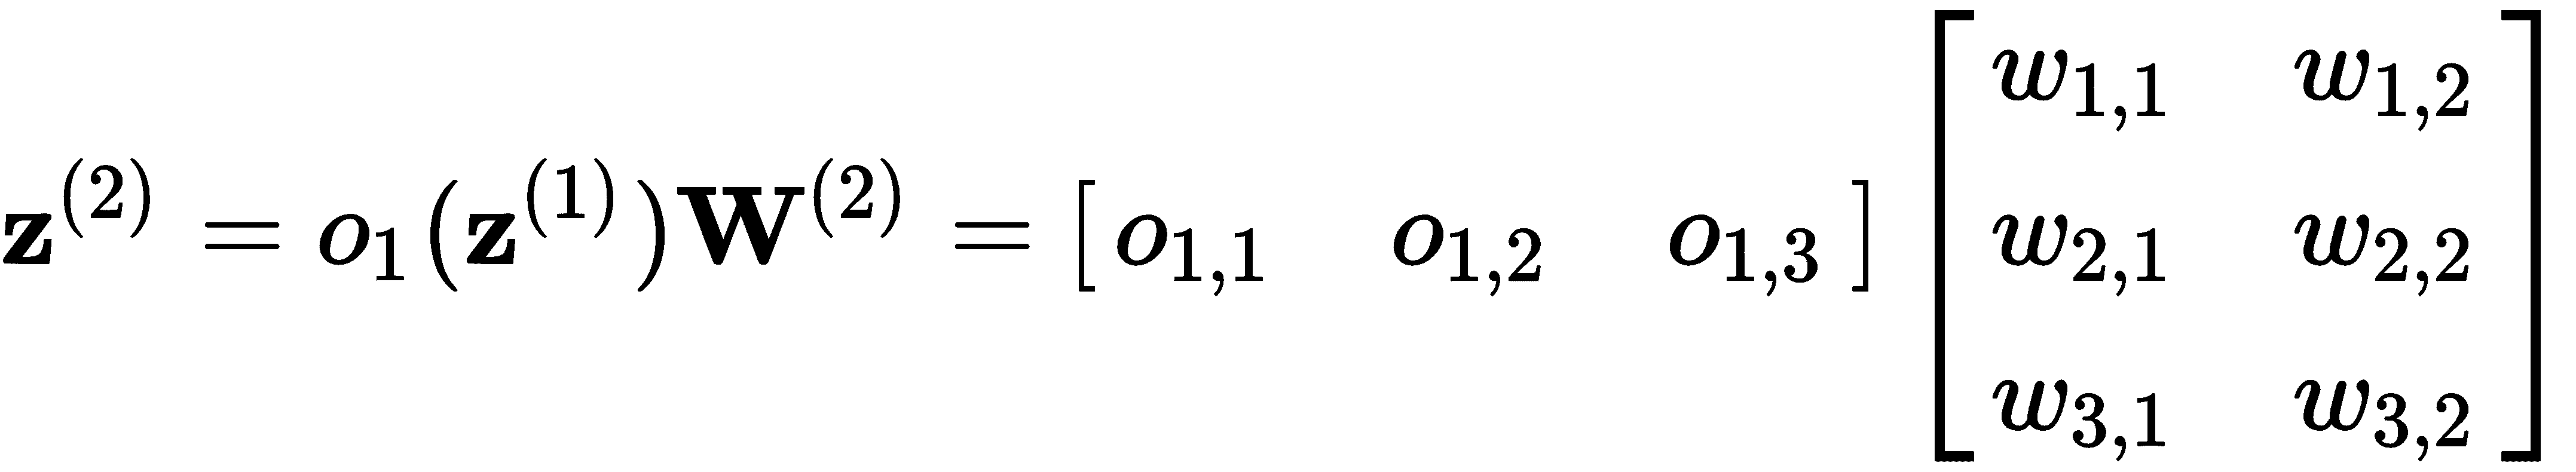 $\mathbf{z}^{(2)} = o_1(\mathbf{z}^{(1)})\mathbf{W}^{(2)} = \begin{bmatrix} o_{1,1} & o_{1,2} & o_{1,3} \end{bmatrix} \begin{bmatrix} w_{1,1} & w_{1,2} \\ w_{2,1} & w_{2,2} \\ w_{3,1} & w_{3,2} \end{bmatrix}$